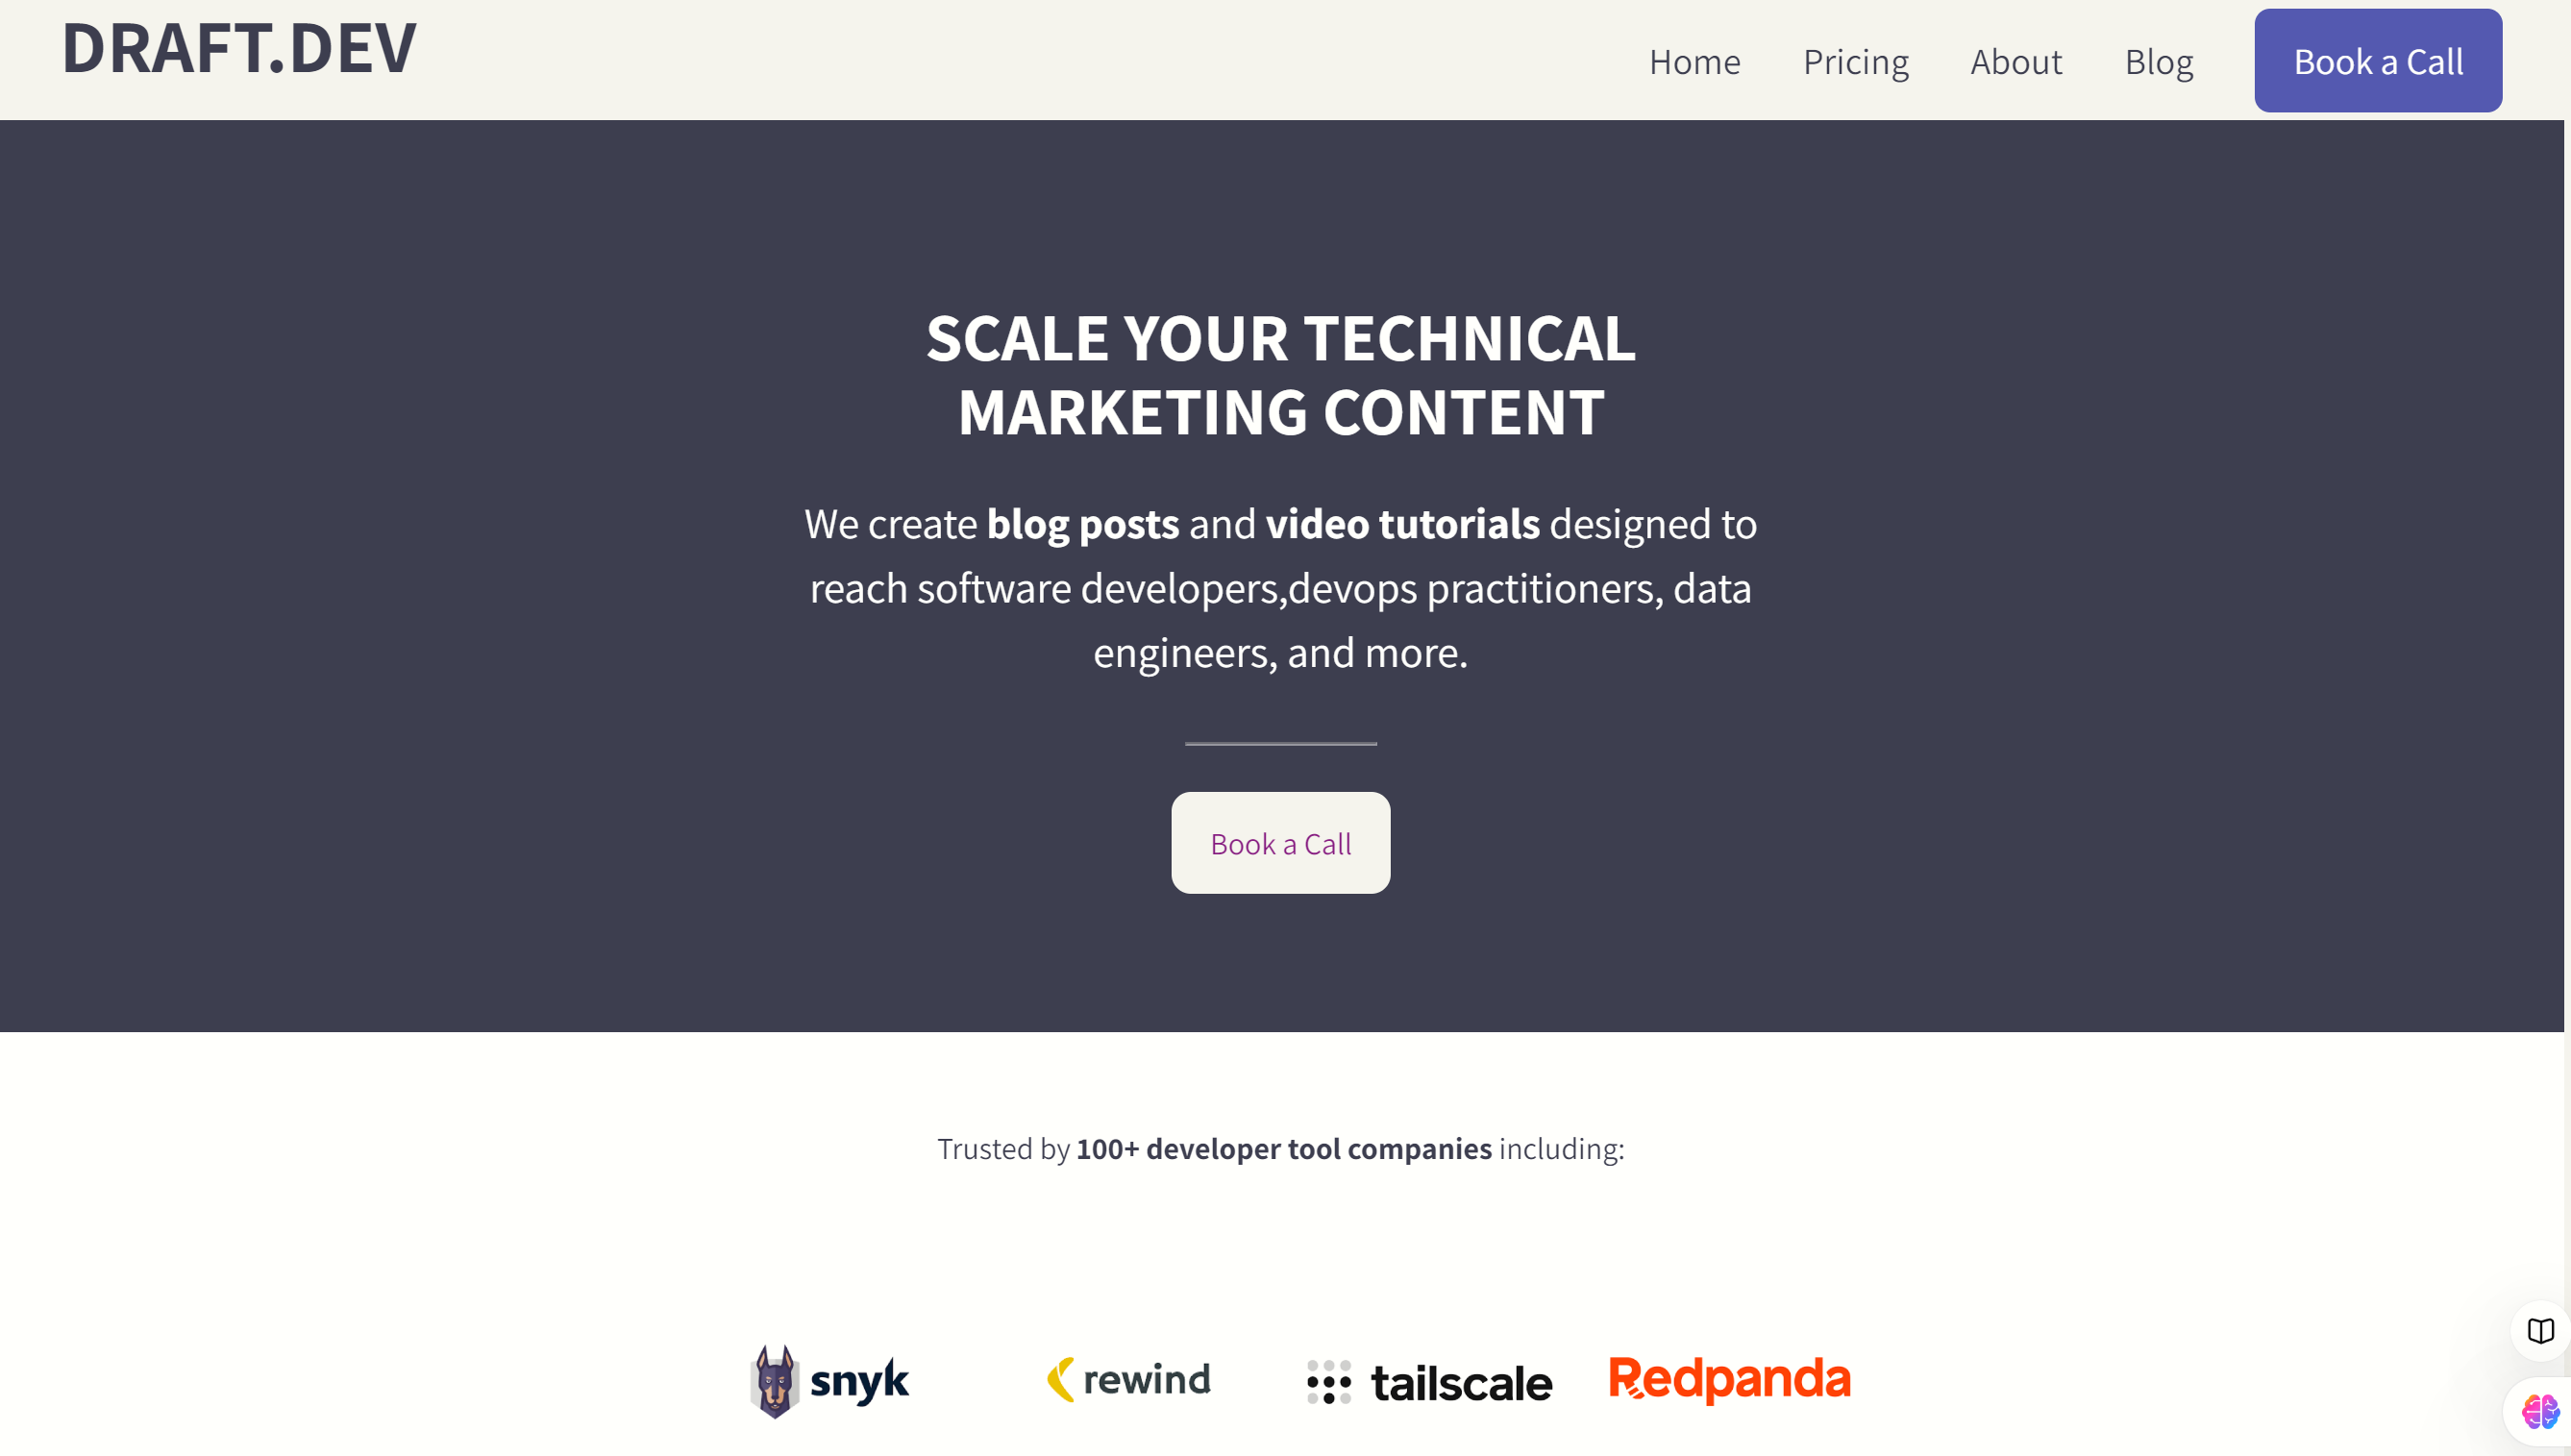 DRAFT.DEV
Home
Pricing
About
Blog
Book a Call
SCALE YOUR TECHNICAL
MARKETING CONTENT
We create blog posts and video tutorials designed to
reach software developers,devops practitioners, data
engineers, and more.
Book a Call
Trusted by 100+ developer tool companies including:
snyk
rewind
tailscale
Redpanda